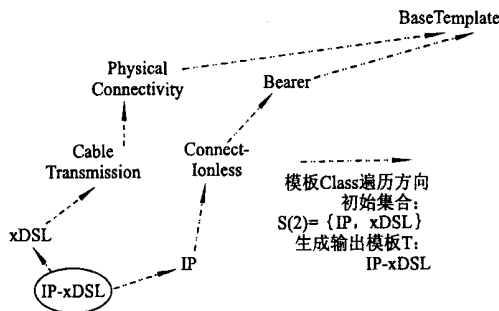 BaseTemplate
Physical
Connectivity
Bearer
Cable
Transmission
Connect-
Ionless
xDSL
IP
IP-xDSL
模板Class遍历方向
初始集合:
S(2)= {IP, xDSL}
生成输出模板T:
IP-xDSL